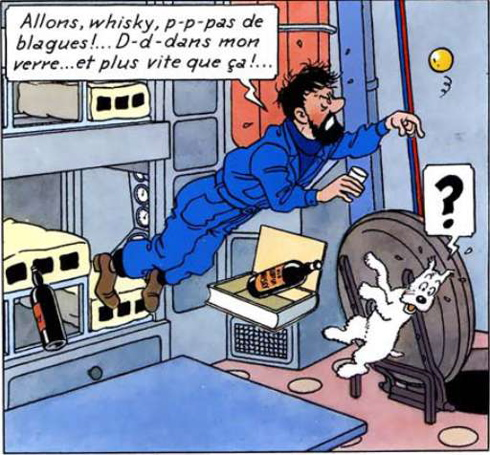 Allons, whisky, p-p-pas de
blagues!... D-d-dans mon
verre...et plus vite que ça!...
?